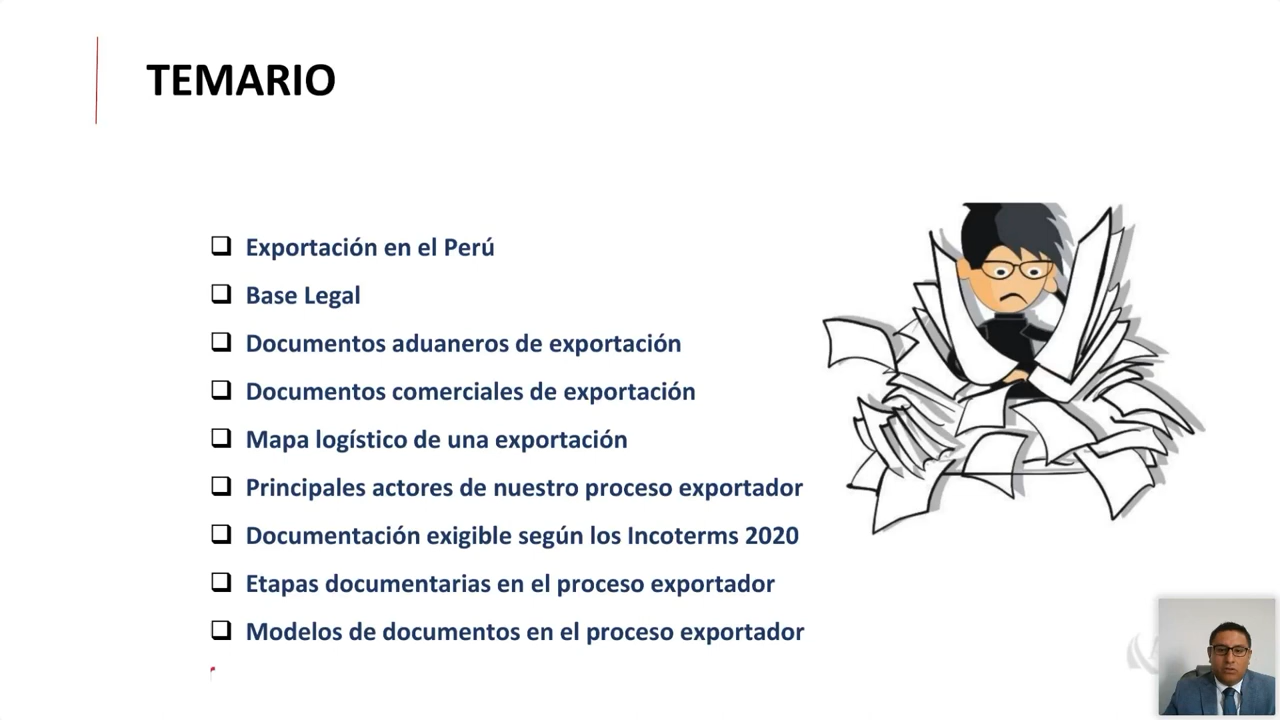 TEMARIO
Exportación en el Perú
Base Legal
Documentos aduaneros de exportación
Documentos comerciales de exportación
Mapa logístico de una exportación
Principales actores de nuestro proceso exportador
Documentación exigible según los Incoterms 2020
Etapas documentarias en el proceso exportador
Modelos de documentos en el proceso exportador